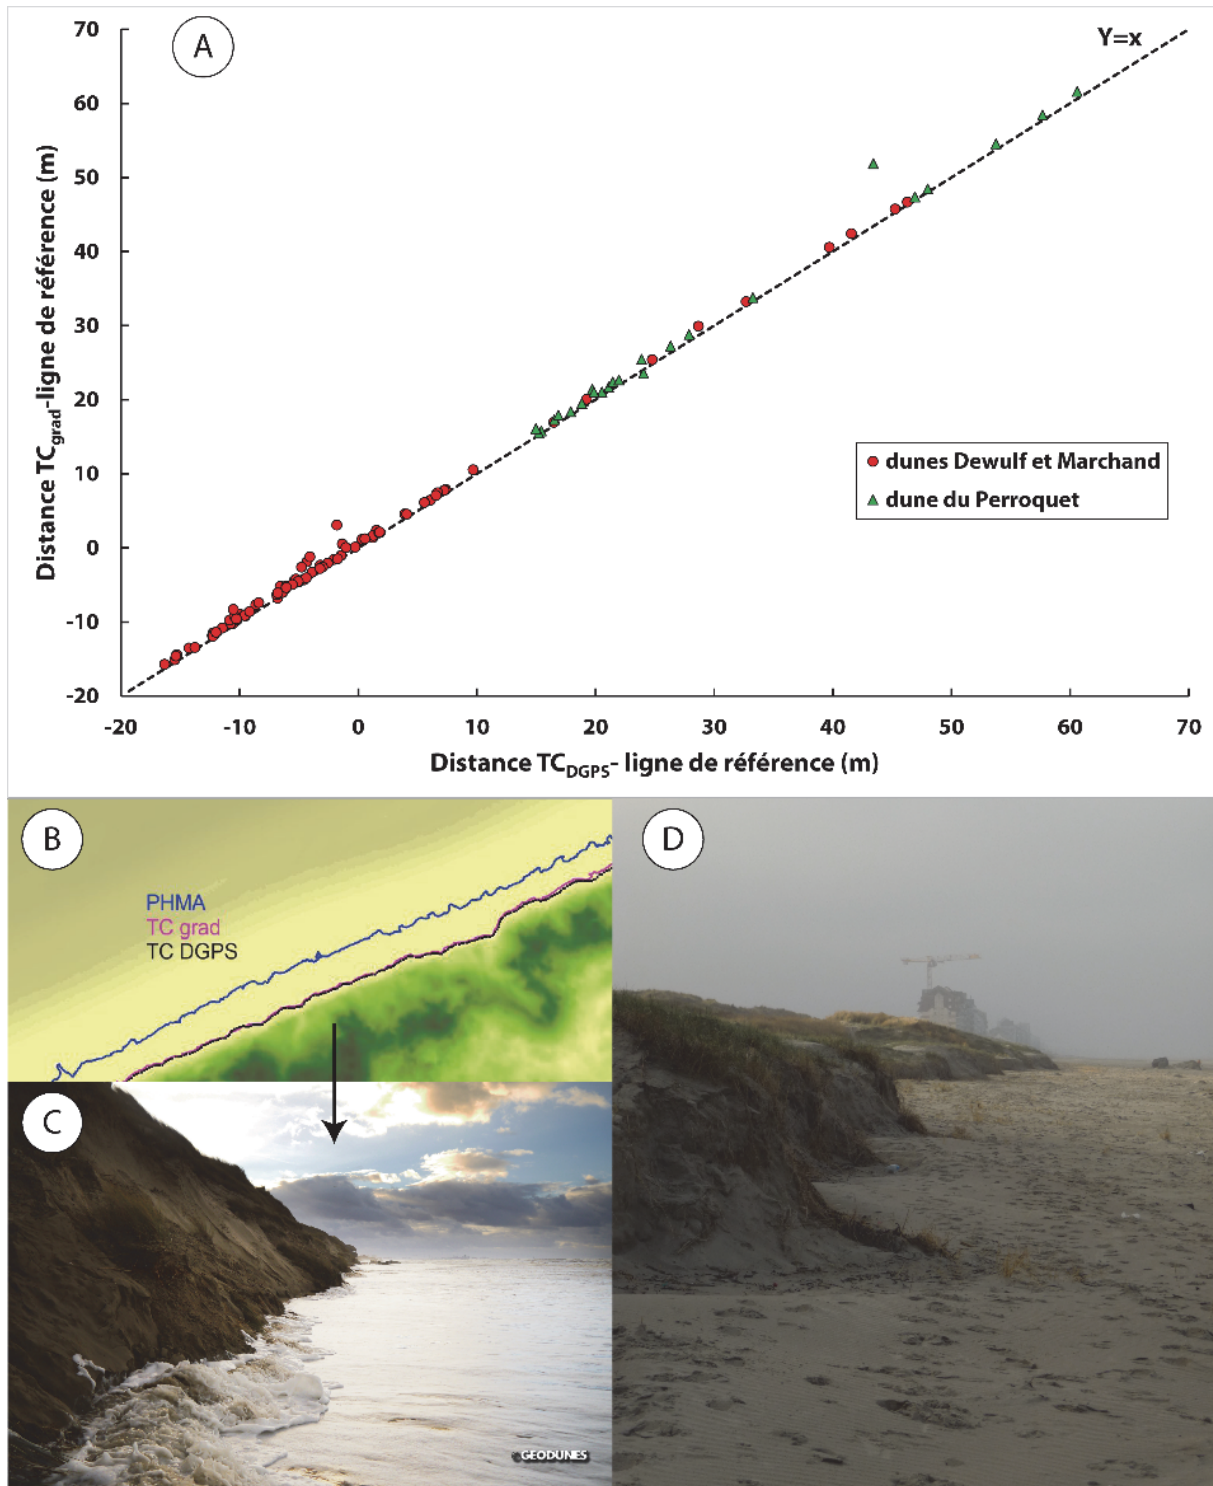 A
Y=x
70
60
50
40
30
20
10
0
-10
-20
-20 -10 0 10 20 30 40 50 60 70
Distance TCgrad-ligne de référence (m)
Distance TCDGPS- ligne de référence (m)
dunes Dewulf et Marchand
dune du Perroquet
B
PHMA
TC grad
TC DGPS
C
GEODUNES
D